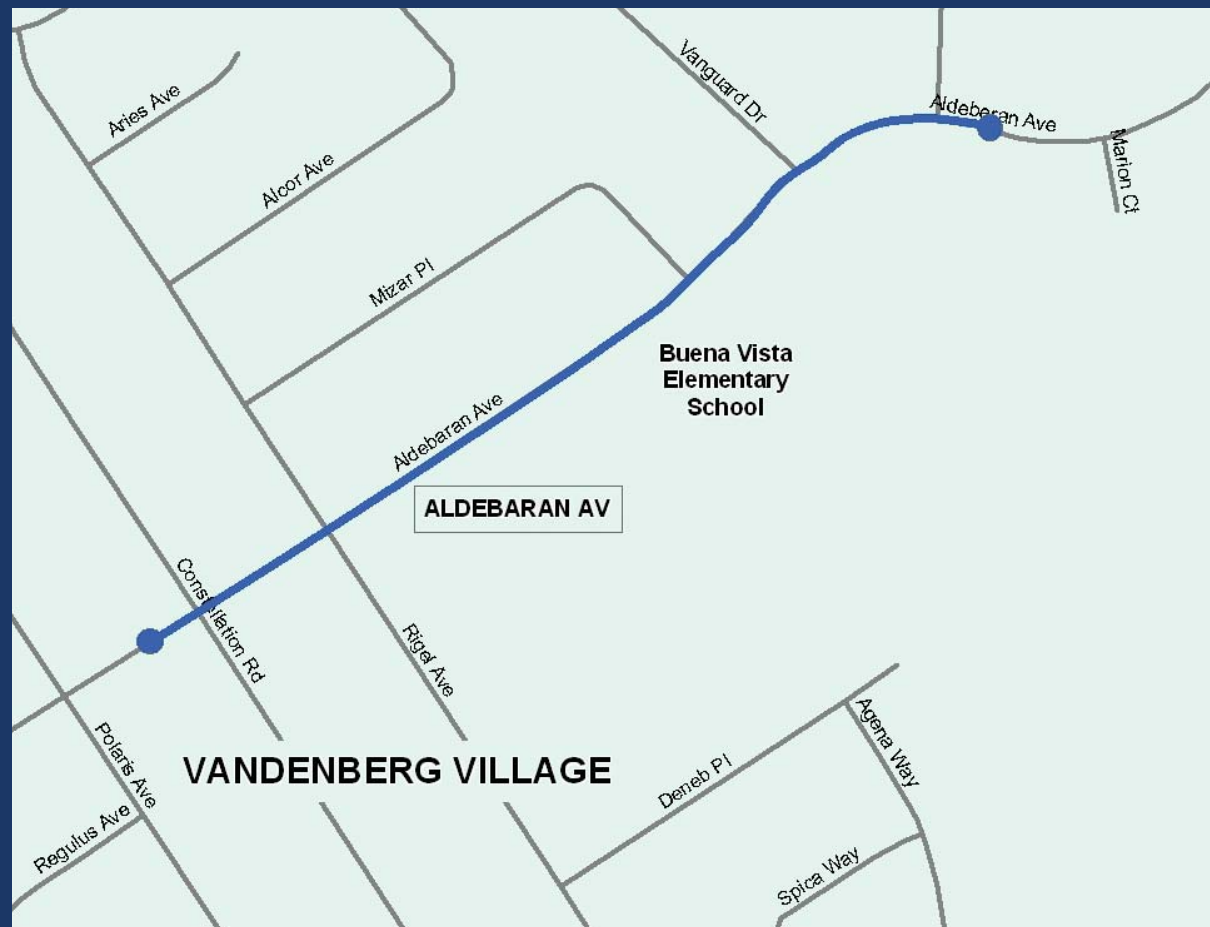 Vanguard Dr
Aldeberan Ave
Aries Ave
Marion Ct
Alcor Ave
Mizar Pl
Buena Vista
Elementary
School
Aldebaran Ave
ALDEBARAN AV
Constellation Rd
Rigel Ave
Polaris Ave
VANDENBERG VILLAGE
Agena Way
Deneb Pl
Regulus Ave
Spica Way